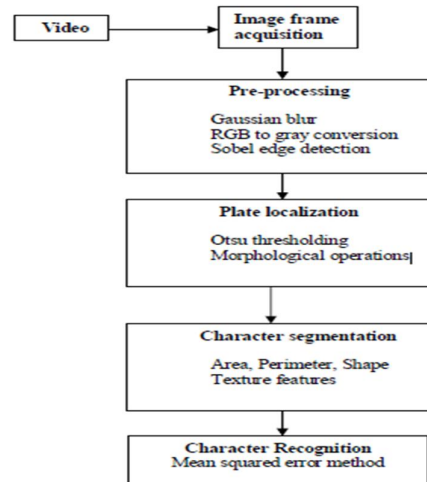 Video
Image frame
acquisition
Pre-processing
Gaussian blur
RGB to gray conversion
Sobel edge detection
Plate localization
Otsu thresholding
Morphological operations
Character segmentation
Area, Perimeter, Shape
Texture features
Character Recognition
Mean squared error method